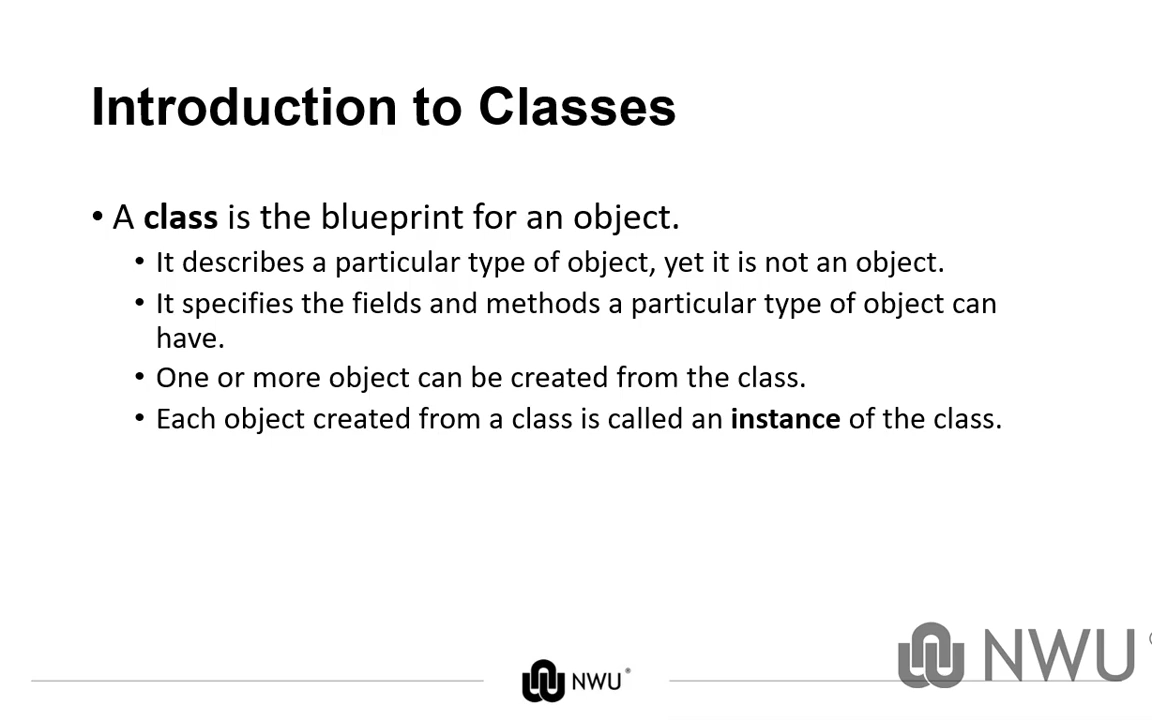 Introduction to Classes
• A class is the blueprint for an object.
• It describes a particular type of object, yet it is not an object.
• It specifies the fields and methods a particular type of object can
have.
• One or more object can be created from the class.
• Each object created from a class is called an instance of the class.
NWU®
NWU®